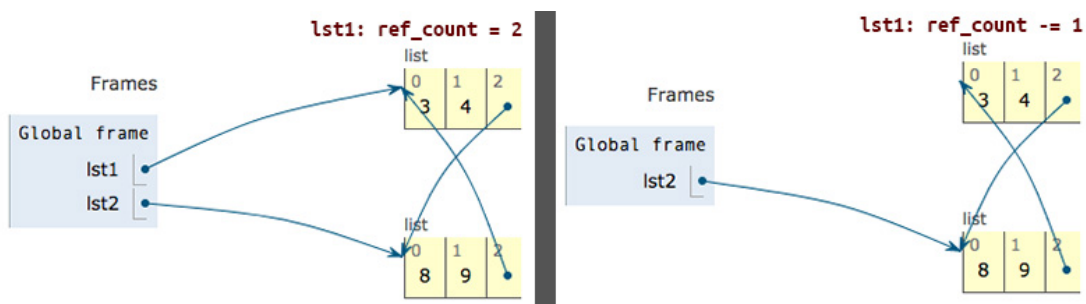 lst1: ref_count = 2
list
0 1 2
3 4
Frames
Global frame
lst1
lst2
list
0 1 2
8 9
lst1: ref_count -= 1
list
0 1 2
3 4
Frames
Global frame
lst2
list
0 1 2
8 9